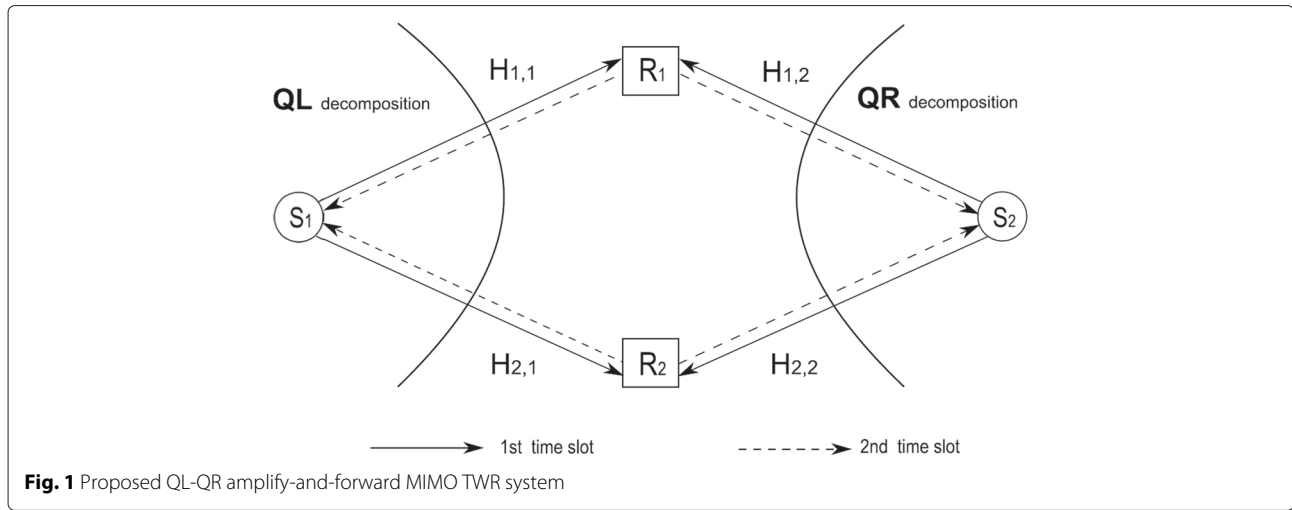 H1,1
R1
H1,2
QL decomposition
QR decomposition
S1
S2
H2,1
R2
H2,2
1st time slot
2nd time slot
Fig. 1 Proposed QL-QR amplify-and-forward MIMO TWR system